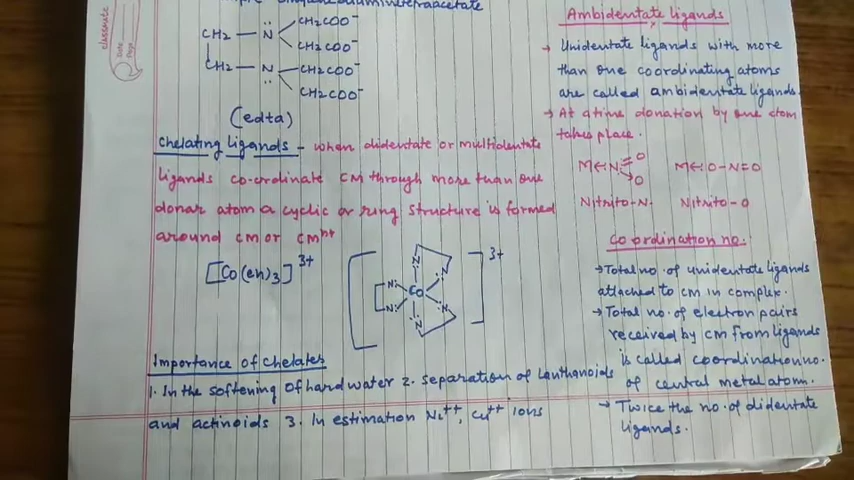 classmate
Date
Page
CH2COO⁻
CH2 — N̈
CH2COO⁻
CH2 — N̈
CH2COO⁻
CH2COO⁻
(edta)
Chelating ligands - when didentate or multidentate
ligands co-ordinate CM through more than one
donar atom a cyclic or ring structure is formed
around CM or CMⁿ⁺
[Co(en)3]³⁺
[Co N: N: N: N: N: N:]³⁺
Importance of chelates
1. In the softening of hard water 2. separation of lanthanoids
and actinoids 3. In estimation Ni⁺⁺, Cu⁺⁺ ions
Ambidentate ligands
→ Unidentate ligands with more
than one coordinating atoms
are called ambidentate ligands.
→ At a time donation by one atom
takes place.
M←:N=O→O M←:O-N=O
Nitrito-N. Nitrito-O
Coordination no.
→ Total no. of unidentate ligands
attached to CM in complex.
→ Total no. of electron pairs
received by CM from ligands
is called coordination no.
of central metal atom.
→ Twice the no. of didentate
ligands.